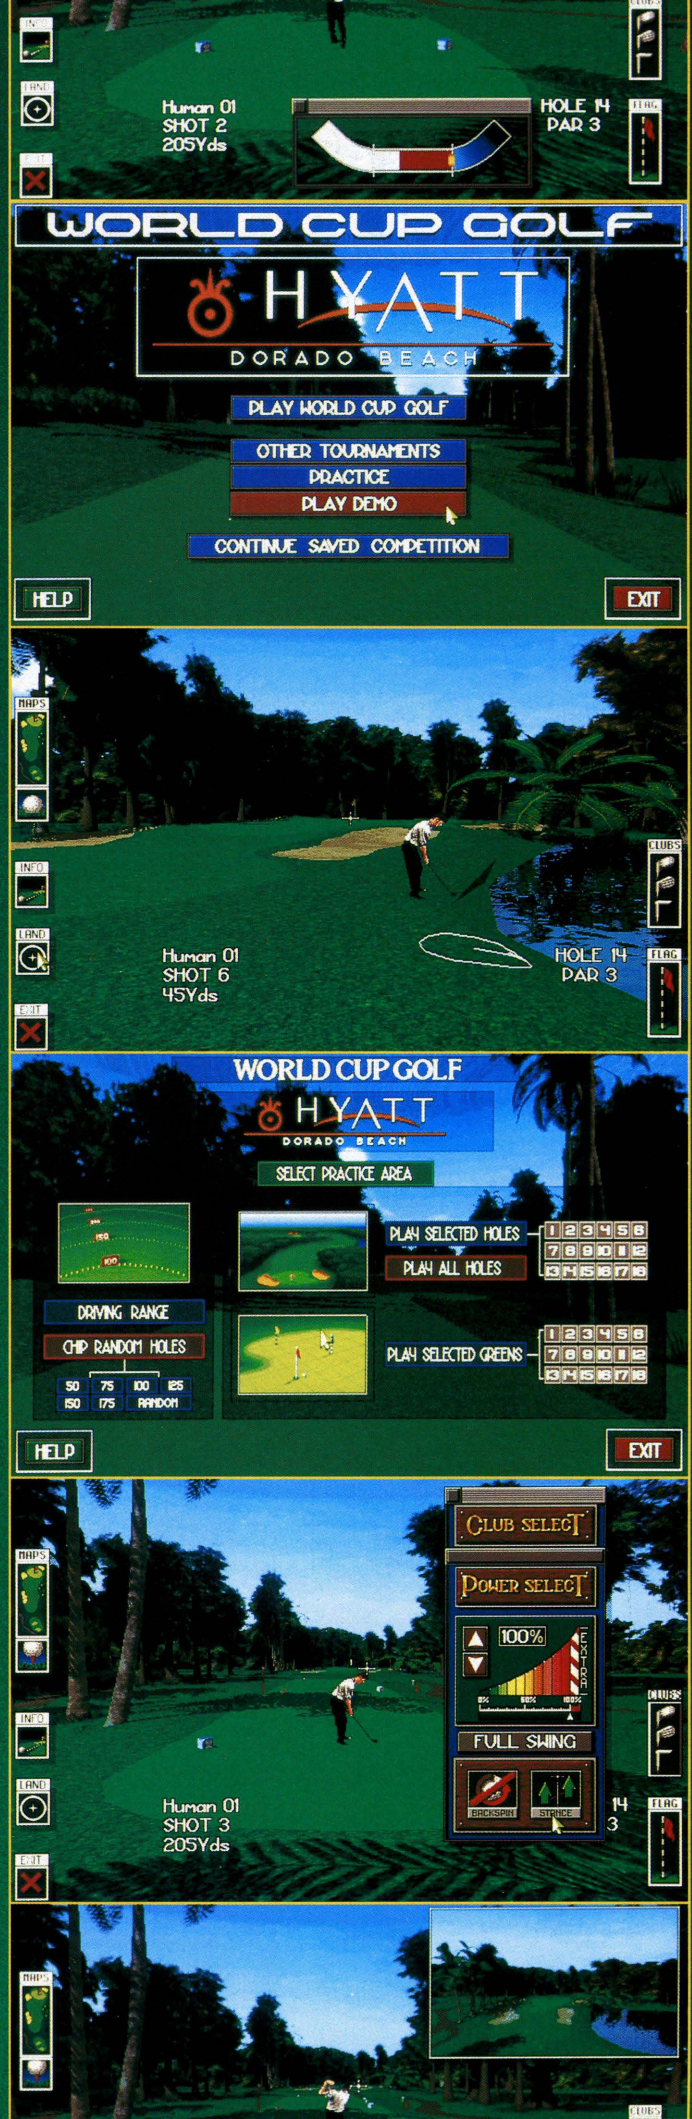 INFO
CLUBS
LAND
Human 01
SHOT 2
205Yds
HOLE 14
PAR 3
FLAG
EXIT
WORLD CUP GOLF
HYATT
DORADO BEACH
PLAY WORLD CUP GOLF
OTHER TOURNAMENTS
PRACTICE
PLAY DEMO
CONTINUE SAVED COMPETITION
HELP
EXIT
MAPS
INFO
CLUBS
LAND
Human 01
SHOT 6
45Yds
HOLE 14
PAR 3
FLAG
EXIT
WORLD CUP GOLF
HYATT
DORADO BEACH
SELECT PRACTICE AREA
150
100
DRIVING RANGE
CHIP RANDOM HOLES
50 75 100 125
150 175 RANDOM
PLAY SELECTED HOLES
PLAY ALL HOLES
1 2 3 4 5 6
7 8 9 10 11 12
13 14 15 16 17 18
PLAY SELECTED GREENS
1 2 3 4 5 6
7 8 9 10 11 12
13 14 15 16 17 18
HELP
EXIT
CLUB SELECT
POWER SELECT
100%
EXTRA
0% 50% 100%
FULL SWING
BACKSPIN STANCE
MAPS
INFO
CLUBS
LAND
Human 01
SHOT 3
205Yds
14
3
FLAG
EXIT
MAPS
CLUBS